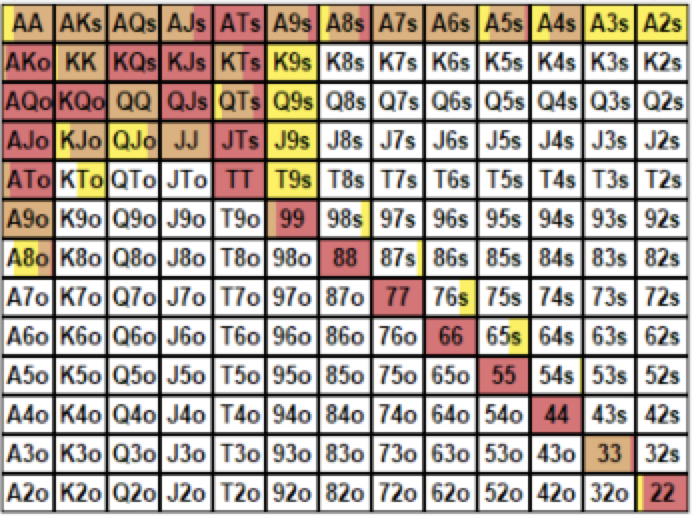 AA AKs AQs AJs ATs A9s A8s A7s A6s A5s A4s A3s A2s
AKo KK KQs KJs KTs K9s K8s K7s K6s K5s K4s K3s K2s
AQo KQo QQ QJs QTs Q9s Q8s Q7s Q6s Q5s Q4s Q3s Q2s
AJo KJo QJo JJ JTs J9s J8s J7s J6s J5s J4s J3s J2s
ATo KTo QTo JTo TT T9s T8s T7s T6s T5s T4s T3s T2s
A9o K9o Q9o J9o T9o 99 98s 97s 96s 95s 94s 93s 92s
A8o K8o Q8o J8o T8o 98o 88 87s 86s 85s 84s 83s 82s
A7o K7o Q7o J7o T7o 97o 87o 77 76s 75s 74s 73s 72s
A6o K6o Q6o J6o T6o 96o 86o 76o 66 65s 64s 63s 62s
A5o K5o Q5o J5o T5o 95o 85o 75o 65o 55 54s 53s 52s
A4o K4o Q4o J4o T4o 94o 84o 74o 64o 54o 44 43s 42s
A3o K3o Q3o J3o T3o 93o 83o 73o 63o 53o 43o 33 32s
A2o K2o Q2o J2o T2o 92o 82o 72o 62o 52o 42o 32o 22